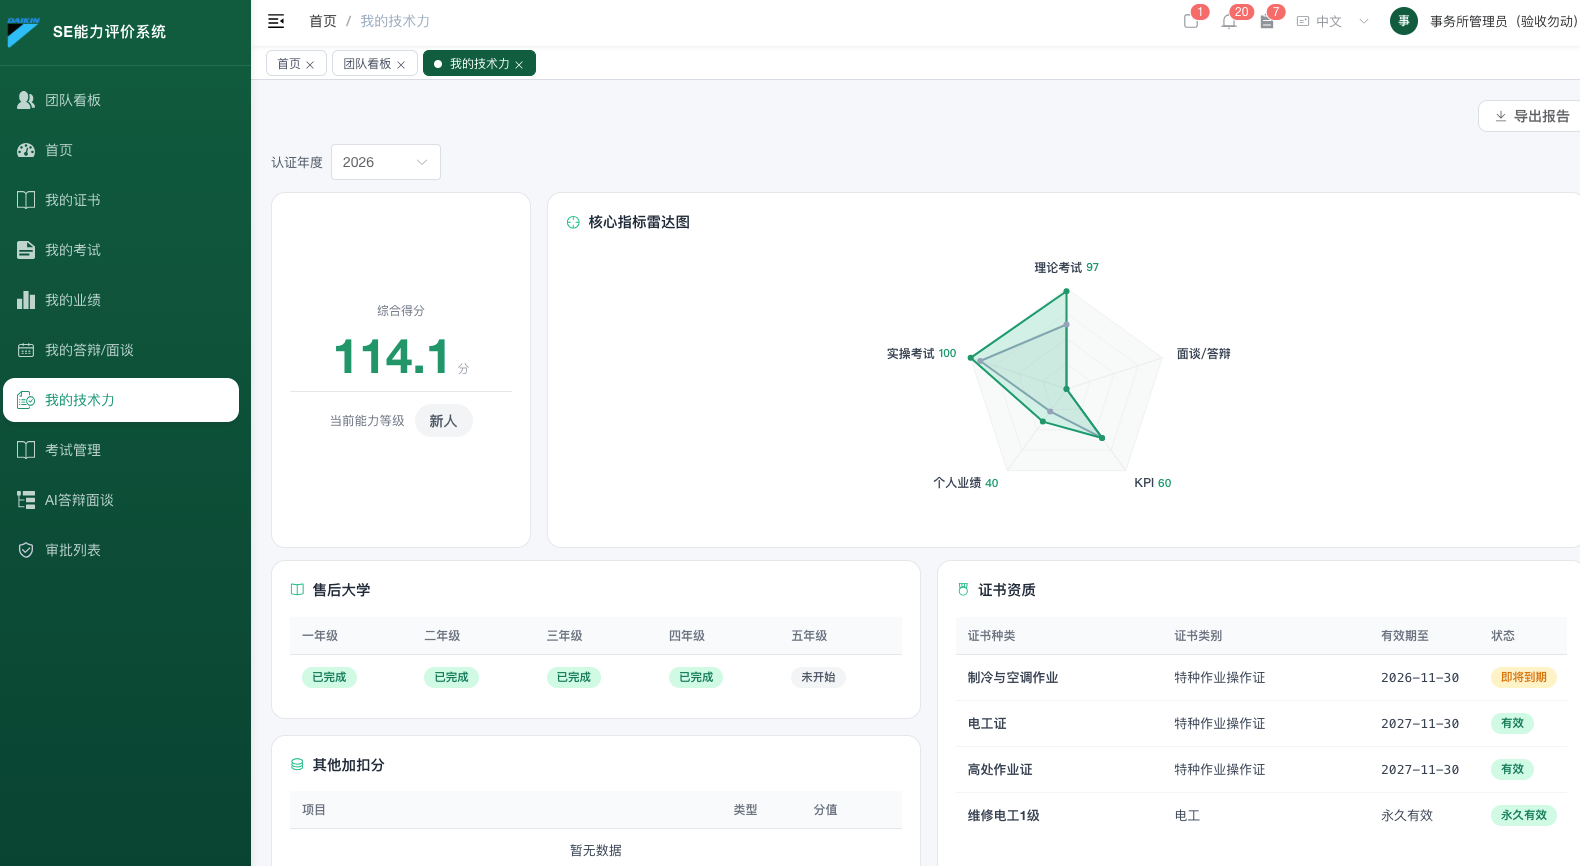 DAIKIN
SE能力评价系统
首页 / 我的技术力
1
20
7
中文
事
事务所管理员（验收勿动）
首页
团队看板
我的技术力
团队看板
首页
我的证书
我的考试
我的业绩
我的答辩/面谈
我的技术力
考试管理
AI答辩面谈
审批列表
导出报告
认证年度 2026
综合得分
114.1 分
当前能力等级 新人
核心指标雷达图
理论考试 97
实操考试 100
面谈/答辩
个人业绩 40
KPI 60
售后大学
一年级 二年级 三年级 四年级 五年级
已完成 已完成 已完成 已完成 未开始
其他加扣分
项目 类型 分值
暂无数据
证书资质
证书种类 证书类别 有效期至 状态
制冷与空调作业 特种作业操作证 2026-11-30 即将到期
电工证 特种作业操作证 2027-11-30 有效
高处作业证 特种作业操作证 2027-11-30 有效
维修电工1级 电工 永久有效 永久有效